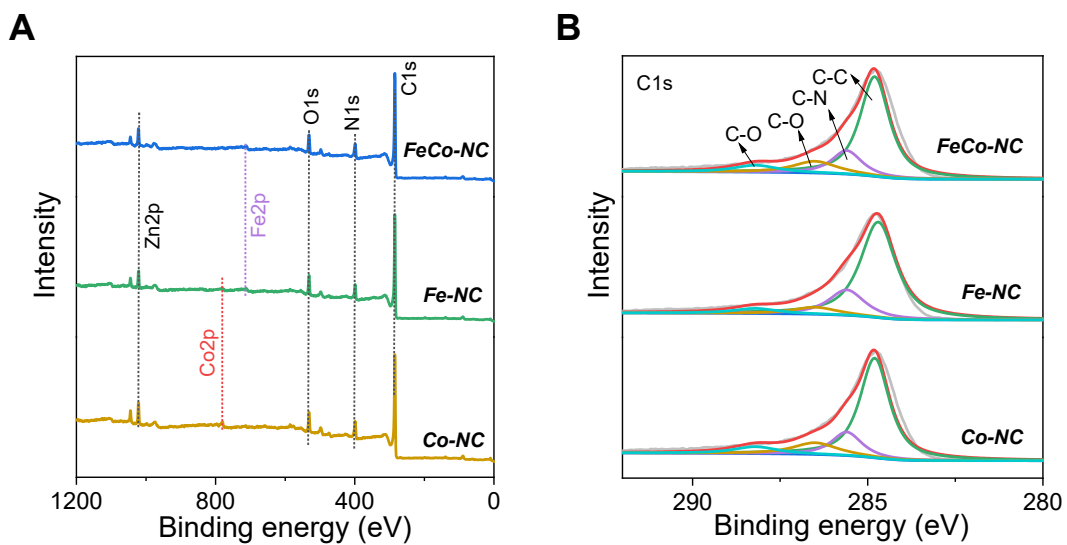 A
Intensity
Zn2p
Fe2p
Co2p
O1s
N1s
C1s
FeCo-NC
Fe-NC
Co-NC
1200
800
400
0
Binding energy (eV)
B
Intensity
C1s
C-C
C-N
C-O
C-O
FeCo-NC
Fe-NC
Co-NC
290
285
280
Binding energy (eV)